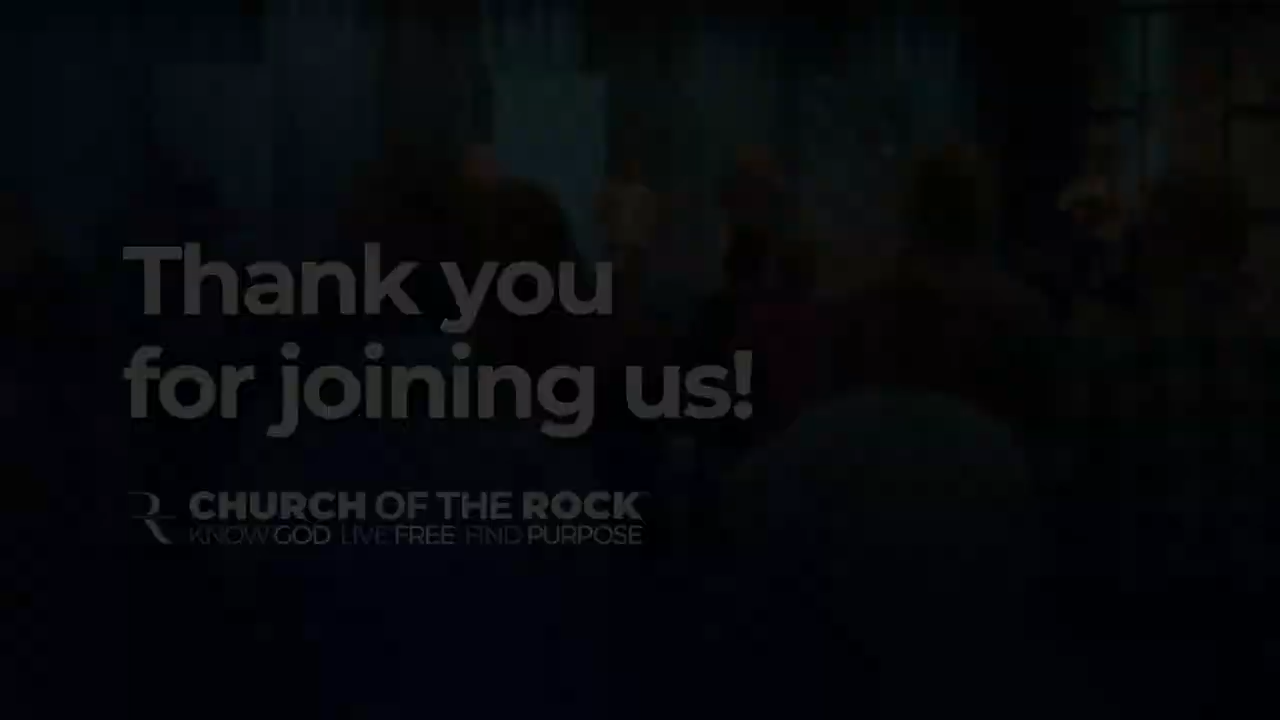 Thank you
for joining us!
CHURCH OF THE ROCK
KNOW GOD LIVE FREE FIND PURPOSE